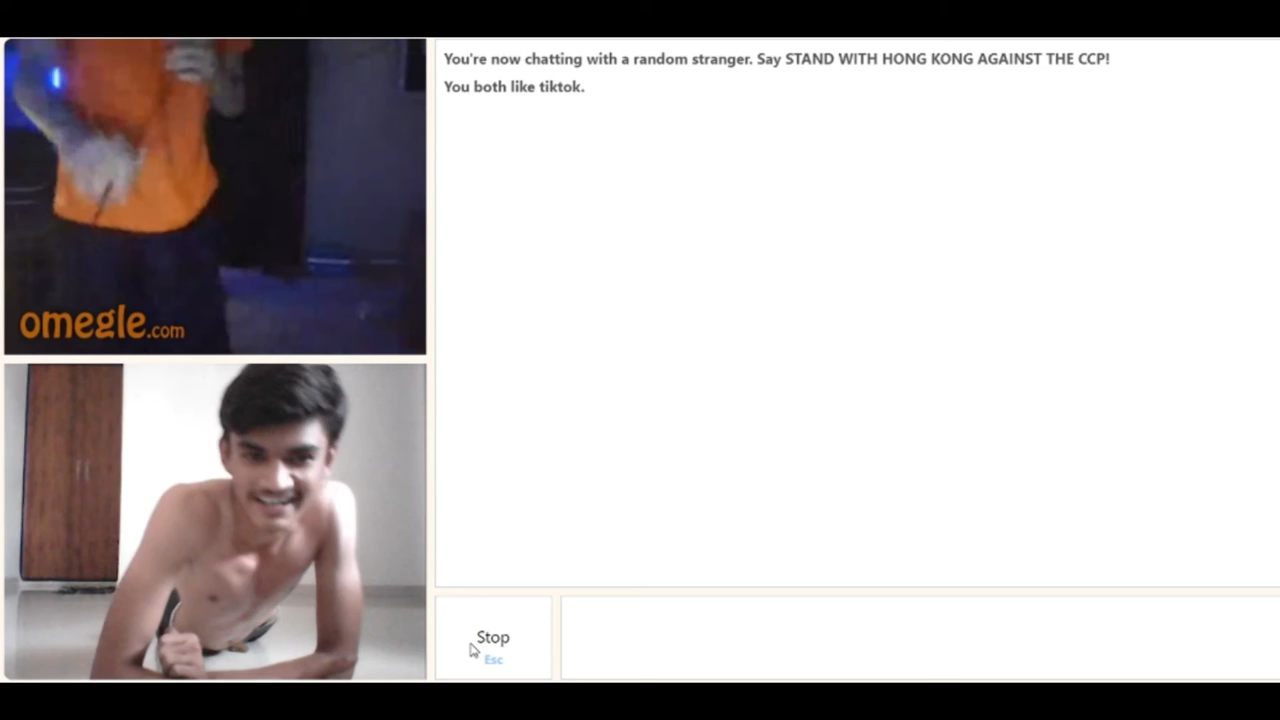 You're now chatting with a random stranger. Say STAND WITH HONG KONG AGAINST THE CCP!
You both like tiktok.
omegle.com
Stop
Esc